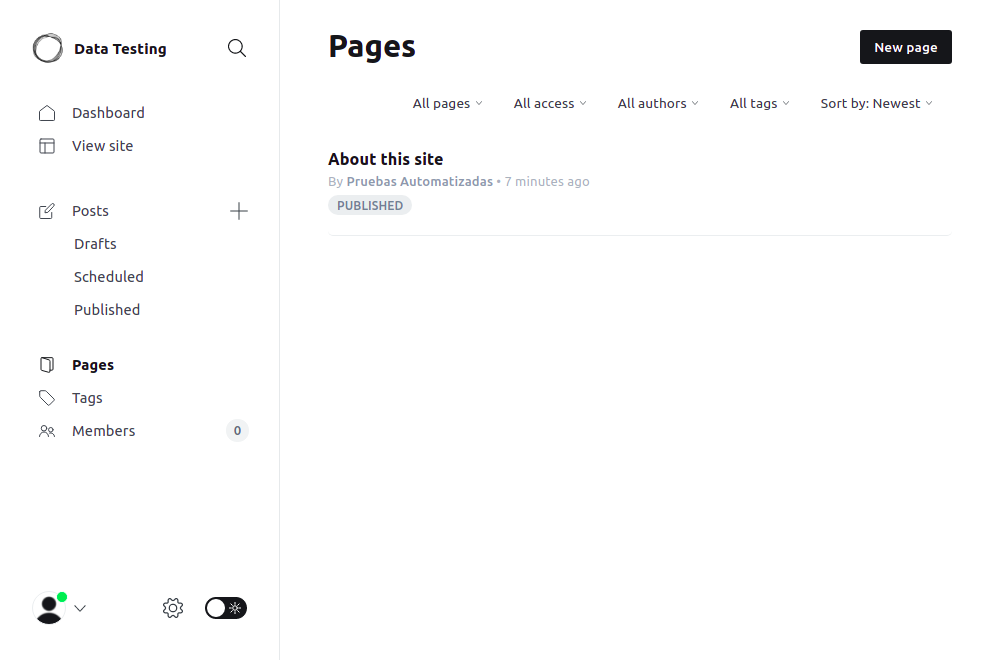 Data Testing
Dashboard
View site
Posts
Drafts
Scheduled
Published
Pages
Tags
Members 0
Pages
New page
All pages All access All authors All tags Sort by: Newest
About this site
By Pruebas Automatizadas • 7 minutes ago
PUBLISHED